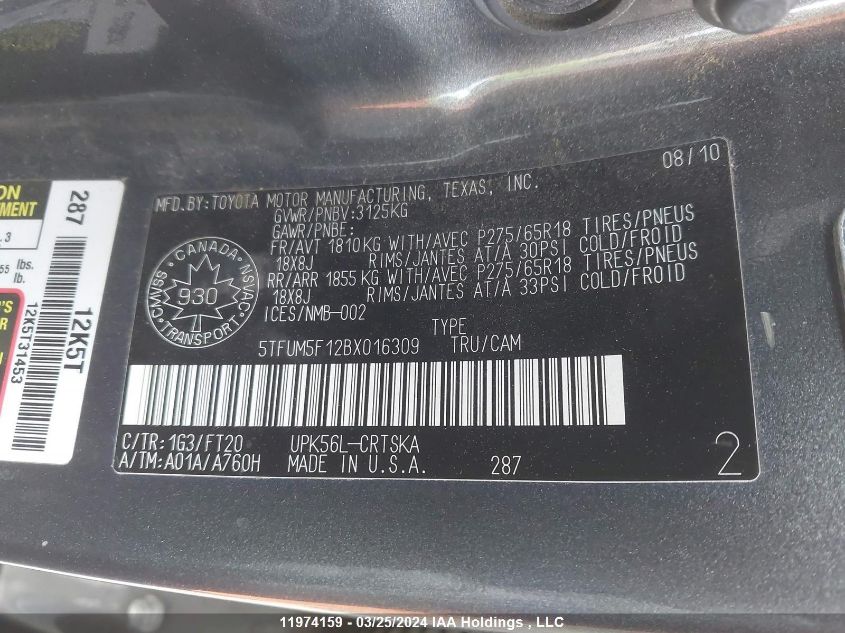 08/10
MFD.BY:TOYOTA MOTOR MANUFACTURING, TEXAS, INC.
GVWR/PNBV:3125KG
GAWR/PNBE:
FR/AVT 1810KG WITH/AVEC P275/65R18 TIRES/PNEUS
18X8J RIMS/JANTES AT/A 30PSI COLD/FROID
RR/ARR 1855 KG WITH/AVEC P275/65R18 TIRES/PNEUS
18X8J RIMS/JANTES AT/A 33PSI COLD/FROID
ICES/NMB-002
CANADA
CMVSS NSVAC
930
TRANSPORT
TYPE
5TFUM5F12BX016309 TRU/CAM
C/TR:1G3/FT20 UPK56L-CRTSKA
A/TM:A01A/A760H MADE IN U.S.A. 287
2
287
12K5T
12K5T31453
lbs.
lb.
11974159 - 03/25/2024 IAA Holdings , LLC